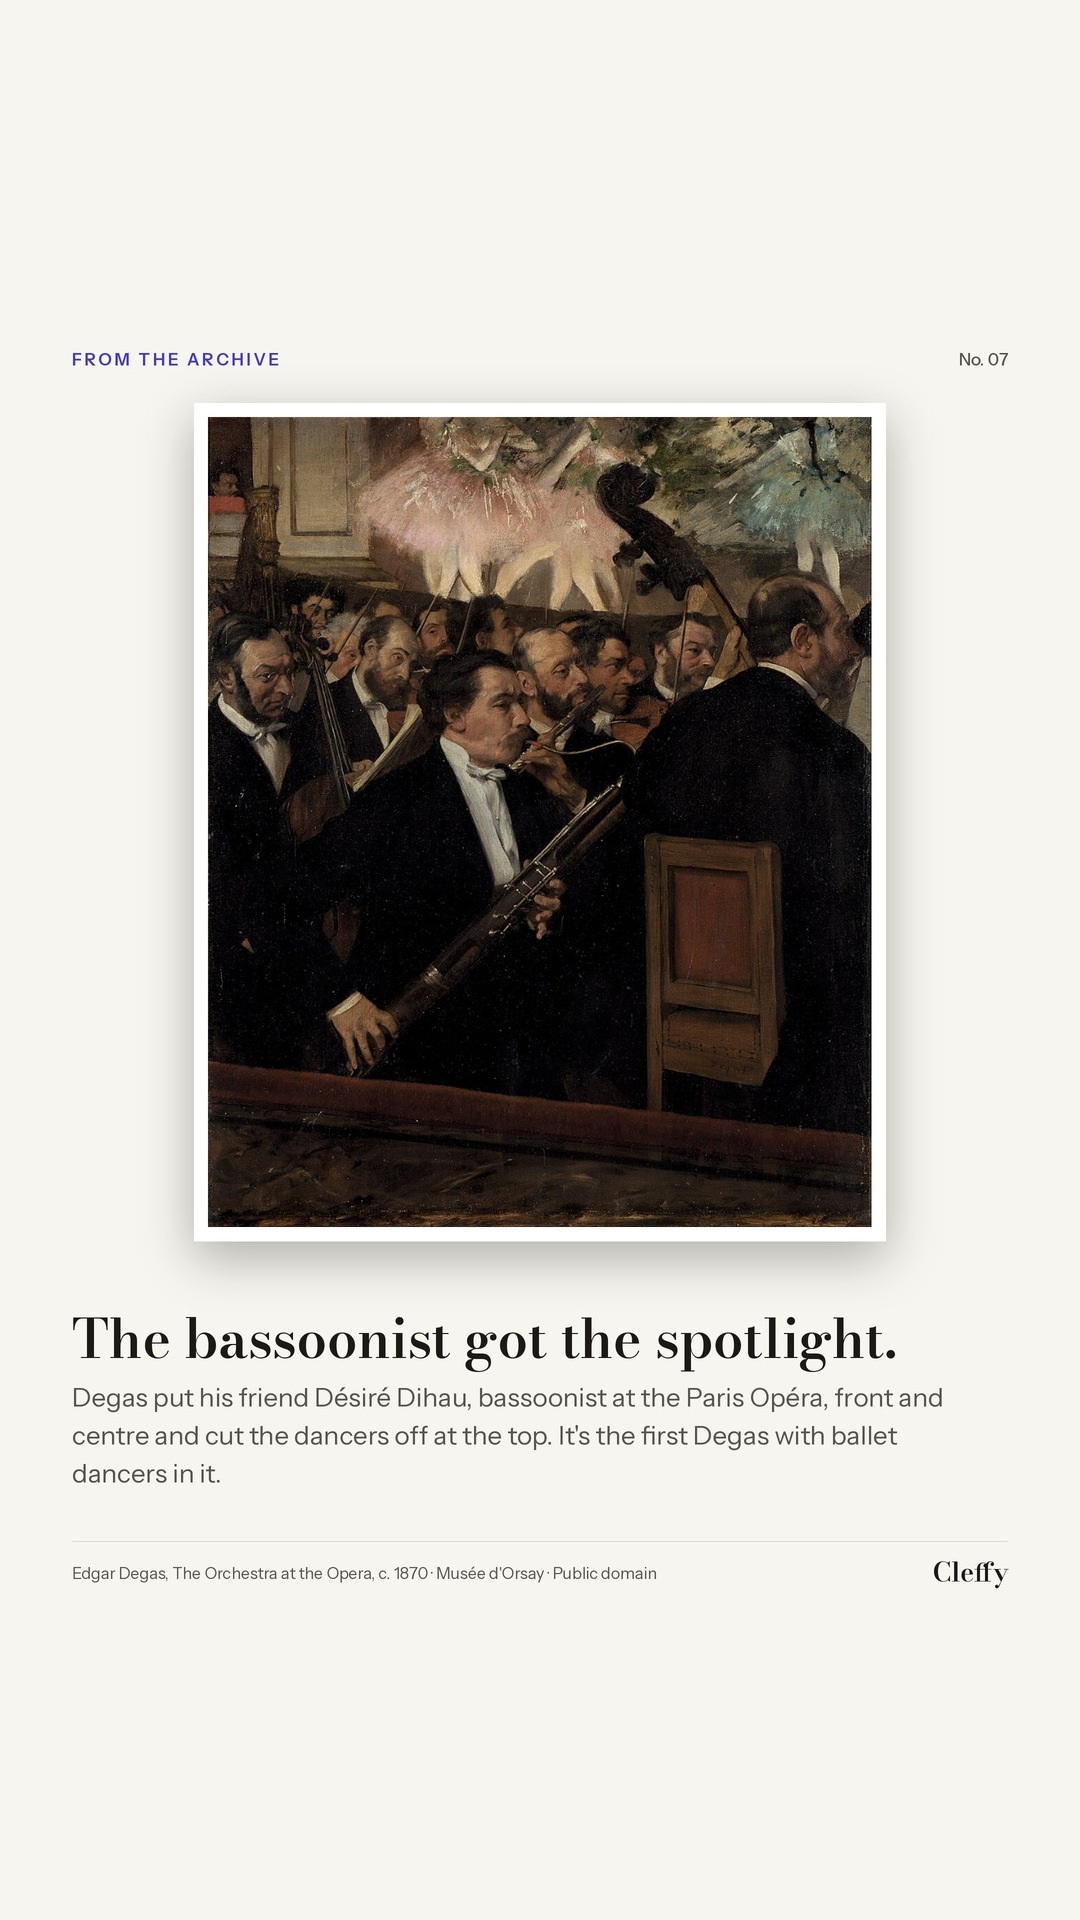 FROM THE ARCHIVE
No. 07
The bassoonist got the spotlight.
Degas put his friend Désiré Dihau, bassoonist at the Paris Opéra, front and
centre and cut the dancers off at the top. It's the first Degas with ballet
dancers in it.
Edgar Degas, The Orchestra at the Opera, c. 1870 · Musée d'Orsay · Public domain
Cleffy